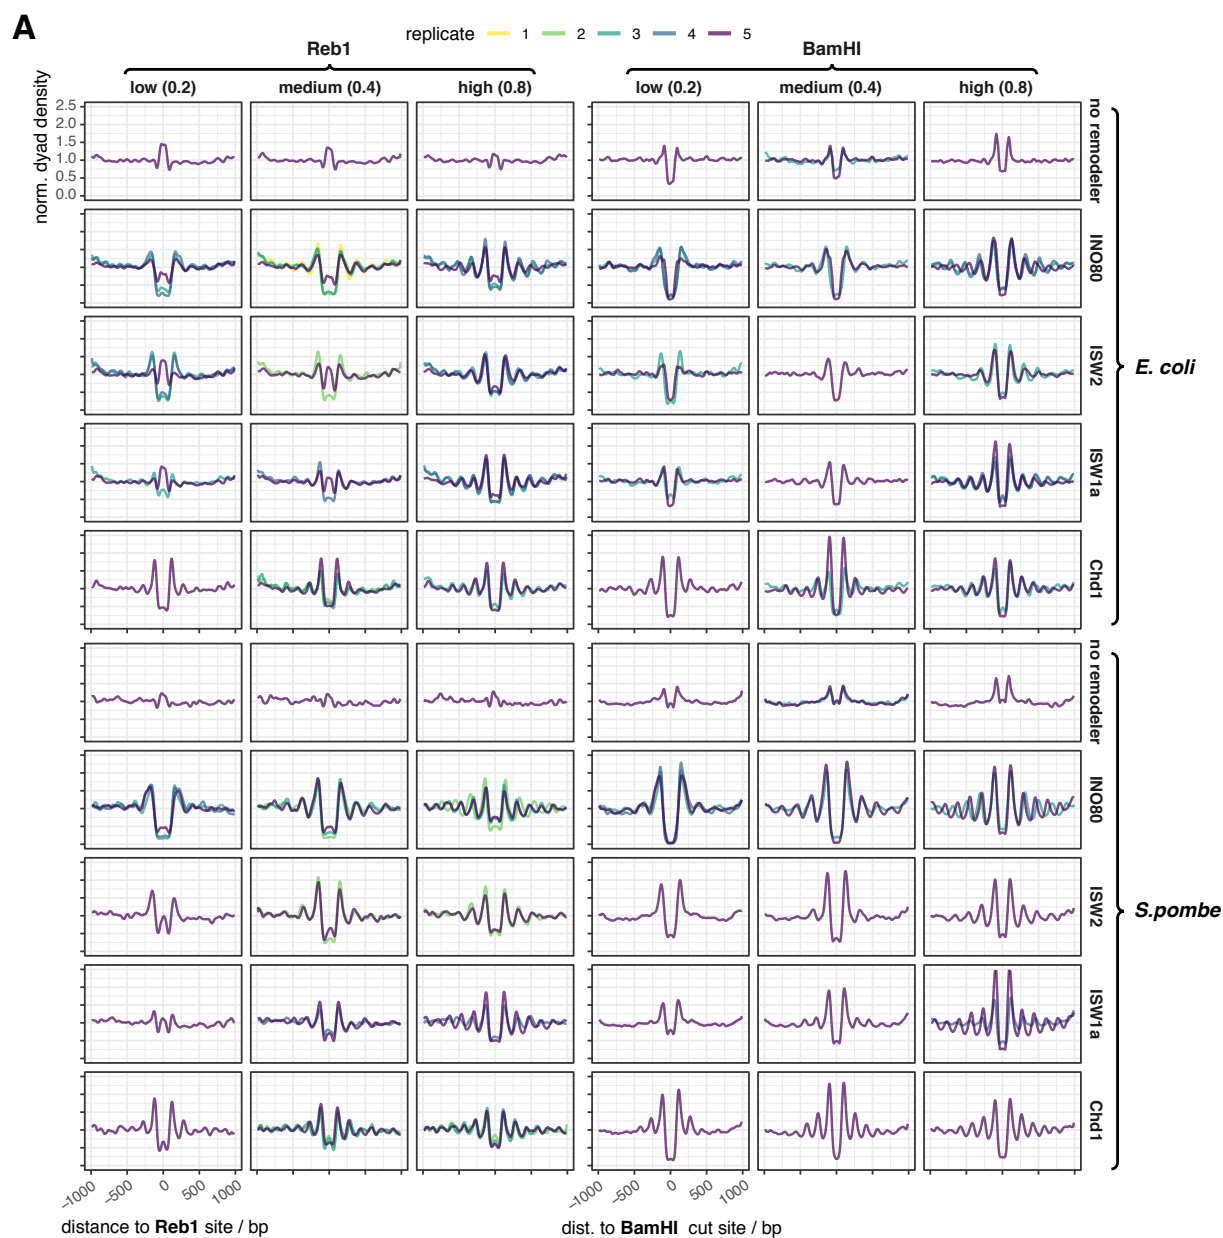 A
replicate 1 2 3 4 5
Reb1 BamHI
low (0.2) medium (0.4) high (0.8) low (0.2) medium (0.4) high (0.8)
norm. dyad density
2.5
2.0
1.5
1.0
0.5
0.0
no remodeler
INO80
ISW2
ISW1a
Chd1
E. coli
no remodeler
INO80
ISW2
ISW1a
Chd1
S.pombe
−1000 −500 0 500 1000 −1000 −500 0 500 1000
distance to Reb1 site / bp dist. to BamHI cut site / bp